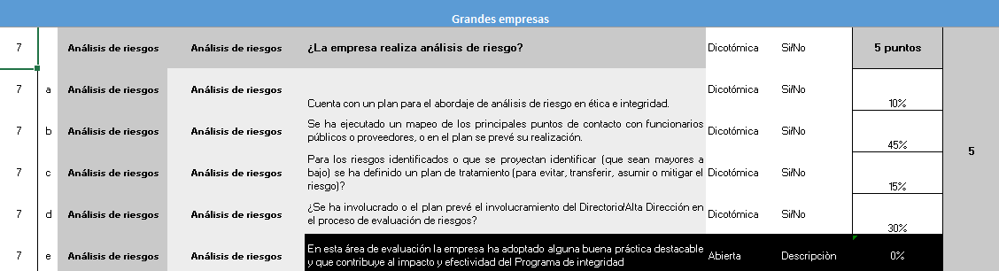 Grandes empresas
7 Análisis de riesgos Análisis de riesgos ¿La empresa realiza análisis de riesgo? Dicotómica Si/No 5 puntos
7 a Análisis de riesgos Análisis de riesgos Cuenta con un plan para el abordaje de análisis de riesgo en ética e integridad. Dicotómica Si/No 10%
7 b Análisis de riesgos Análisis de riesgos Se ha ejecutado un mapeo de los principales puntos de contacto con funcionarios
públicos o proveedores, o en el plan se prevé su realización. Dicotómica Si/No 45%
5
7 c Análisis de riesgos Análisis de riesgos Para los riesgos identificados o que se proyectan identificar (que sean mayores a
bajo) se ha definido un plan de tratamiento (para evitar, transferir, asumir o mitigar el
riesgo)? Dicotómica Si/No 15%
7 d Análisis de riesgos Análisis de riesgos ¿Se ha involucrado o el plan prevé el involucramiento del Directorio/Alta Dirección en
el proceso de evaluación de riesgos? Dicotómica Si/No 30%
7 e Análisis de riesgos Análisis de riesgos En esta área de evaluación la empresa ha adoptado alguna buena práctica destacable
y que contribuye al impacto y efectividad del Programa de integridad Abierta Descripciòn 0%